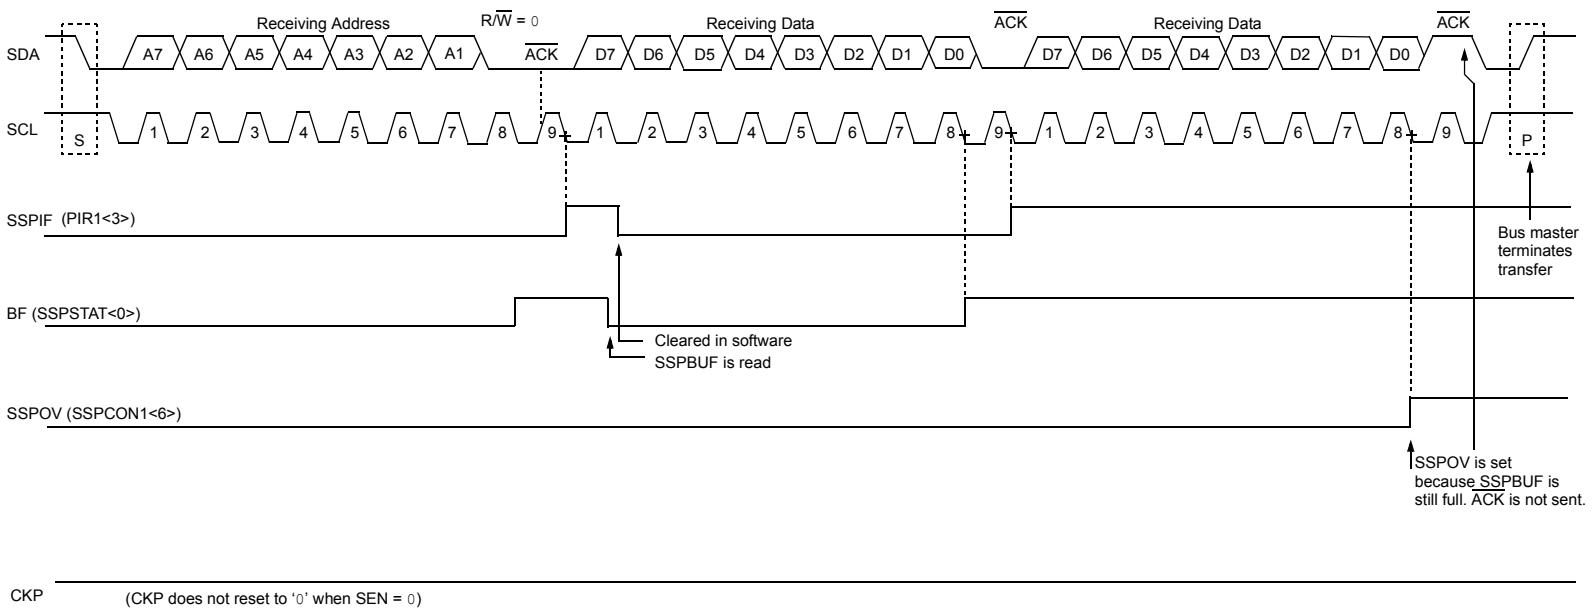 Receiving Address R/W = 0 Receiving Data ACK Receiving Data ACK
SDA A7 A6 A5 A4 A3 A2 A1 ACK D7 D6 D5 D4 D3 D2 D1 D0 D7 D6 D5 D4 D3 D2 D1 D0
SCL S 1 2 3 4 5 6 7 8 9 1 2 3 4 5 6 7 8 9 1 2 3 4 5 6 7 8 9 P
SSPIF (PIR1<3>)
Bus master
terminates
transfer
BF (SSPSTAT<0>)
Cleared in software
SSPBUF is read
SSPOV (SSPCON1<6>)
SSPOV is set
because SSPBUF is
still full. ACK is not sent.
CKP (CKP does not reset to ‘0’ when SEN = 0)